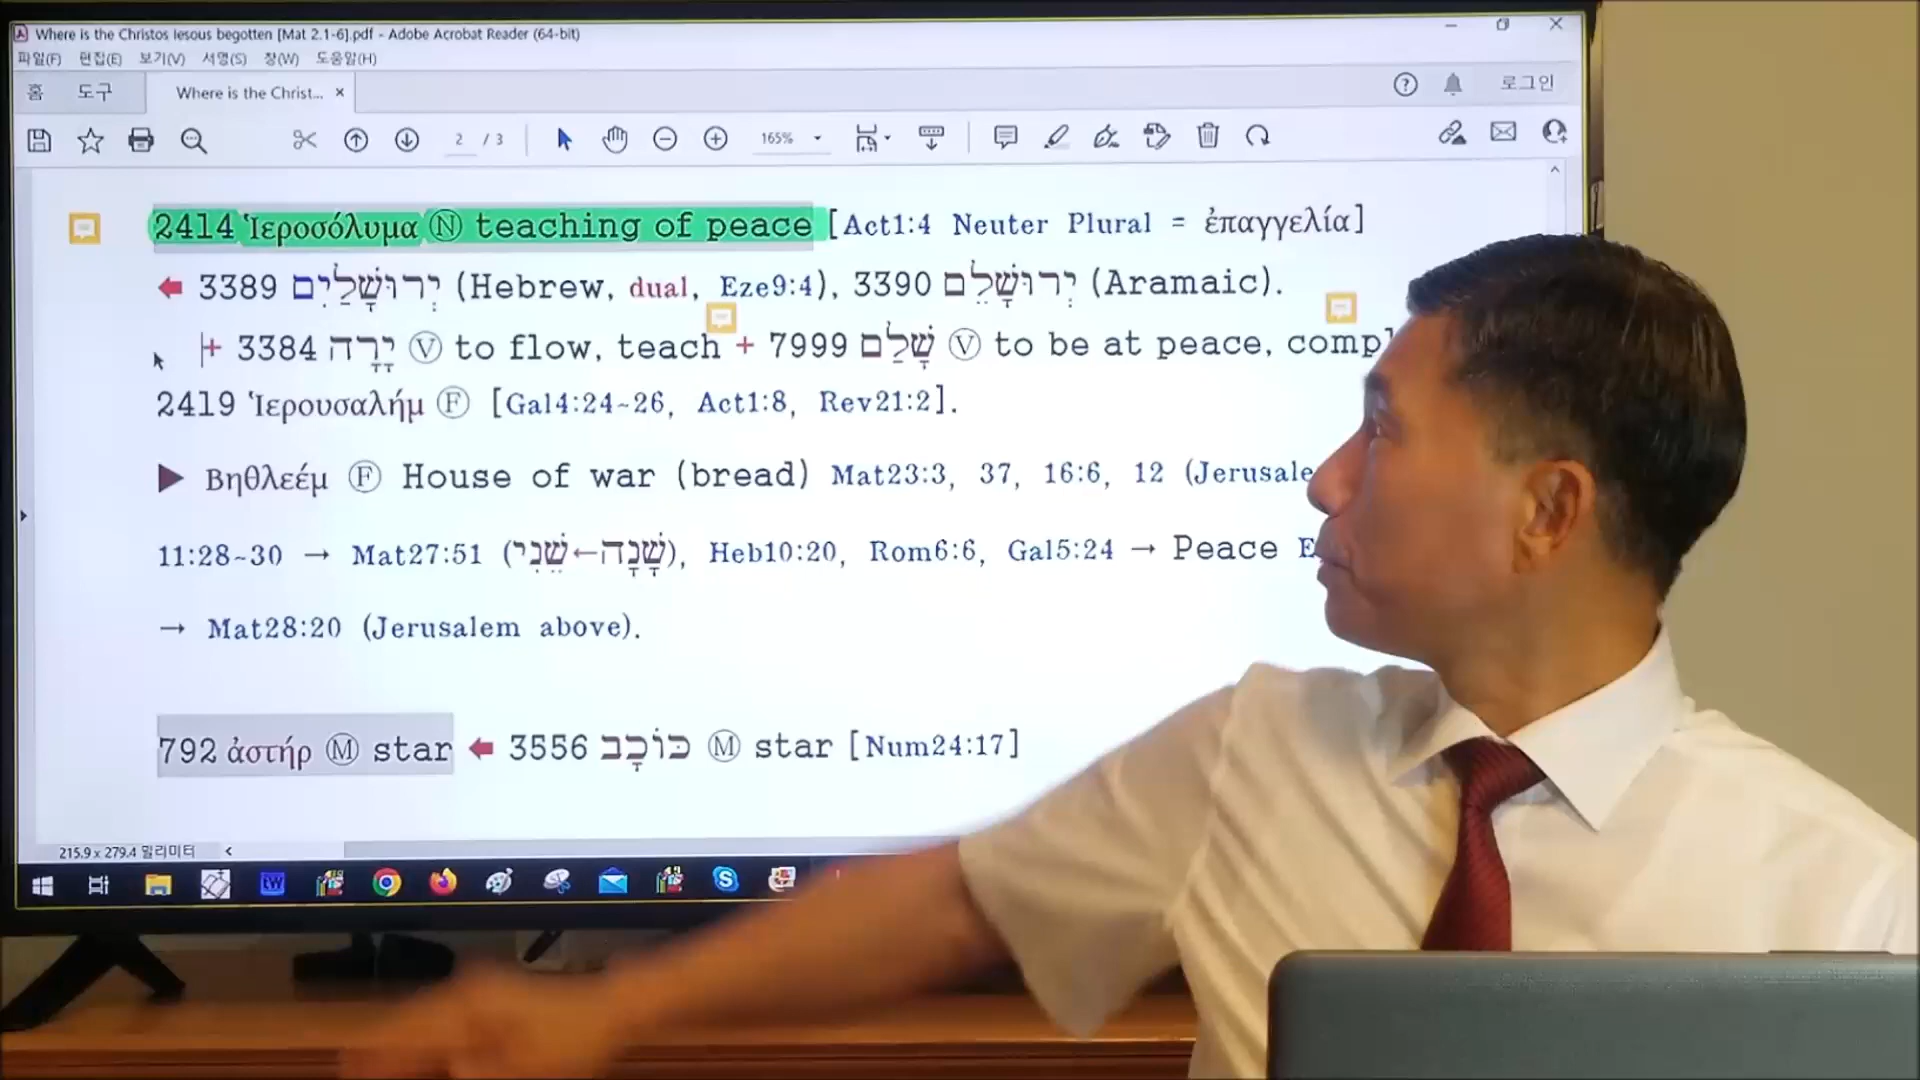 Where is the Christos Iesous begotten [Mat 2.1-6].pdf - Adobe Acrobat Reader (64-bit)
파일(F) 편집(E) 보기(V) 서명(S) 창(W) 도움말(H)
홈 도구 Where is the Christ... × 로그인
2 / 3 165%
2414 Ἱεροσόλυμα Ⓝ teaching of peace [Act1:4 Neuter Plural = ἐπαγγελία]
3389 יְרוּשָׁלַיִם (Hebrew, dual, Eze9:4), 3390 יְרוּשָׁלֵם (Aramaic).
+ 3384 יָרָה Ⓥ to flow, teach + 7999 שָׁלַם Ⓥ to be at peace,
2419 Ἰερουσαλήμ Ⓕ [Gal4:24~26, Act1:8, Rev21:2].
▶ Βηθλεέμ Ⓕ House of war (bread) Mat23:3, 37, 16:6, 12
11:28~30 → Mat27:51 (שָׁנָה←שֵׁנִי), Heb10:20, Rom6:6, Gal5:24 → Peace
→ Mat28:20 (Jerusalem above).
792 ἀστήρ Ⓜ star 3556 כּוֹכָב Ⓜ star [Num24:17]
215.9 x 279.4 밀리미터